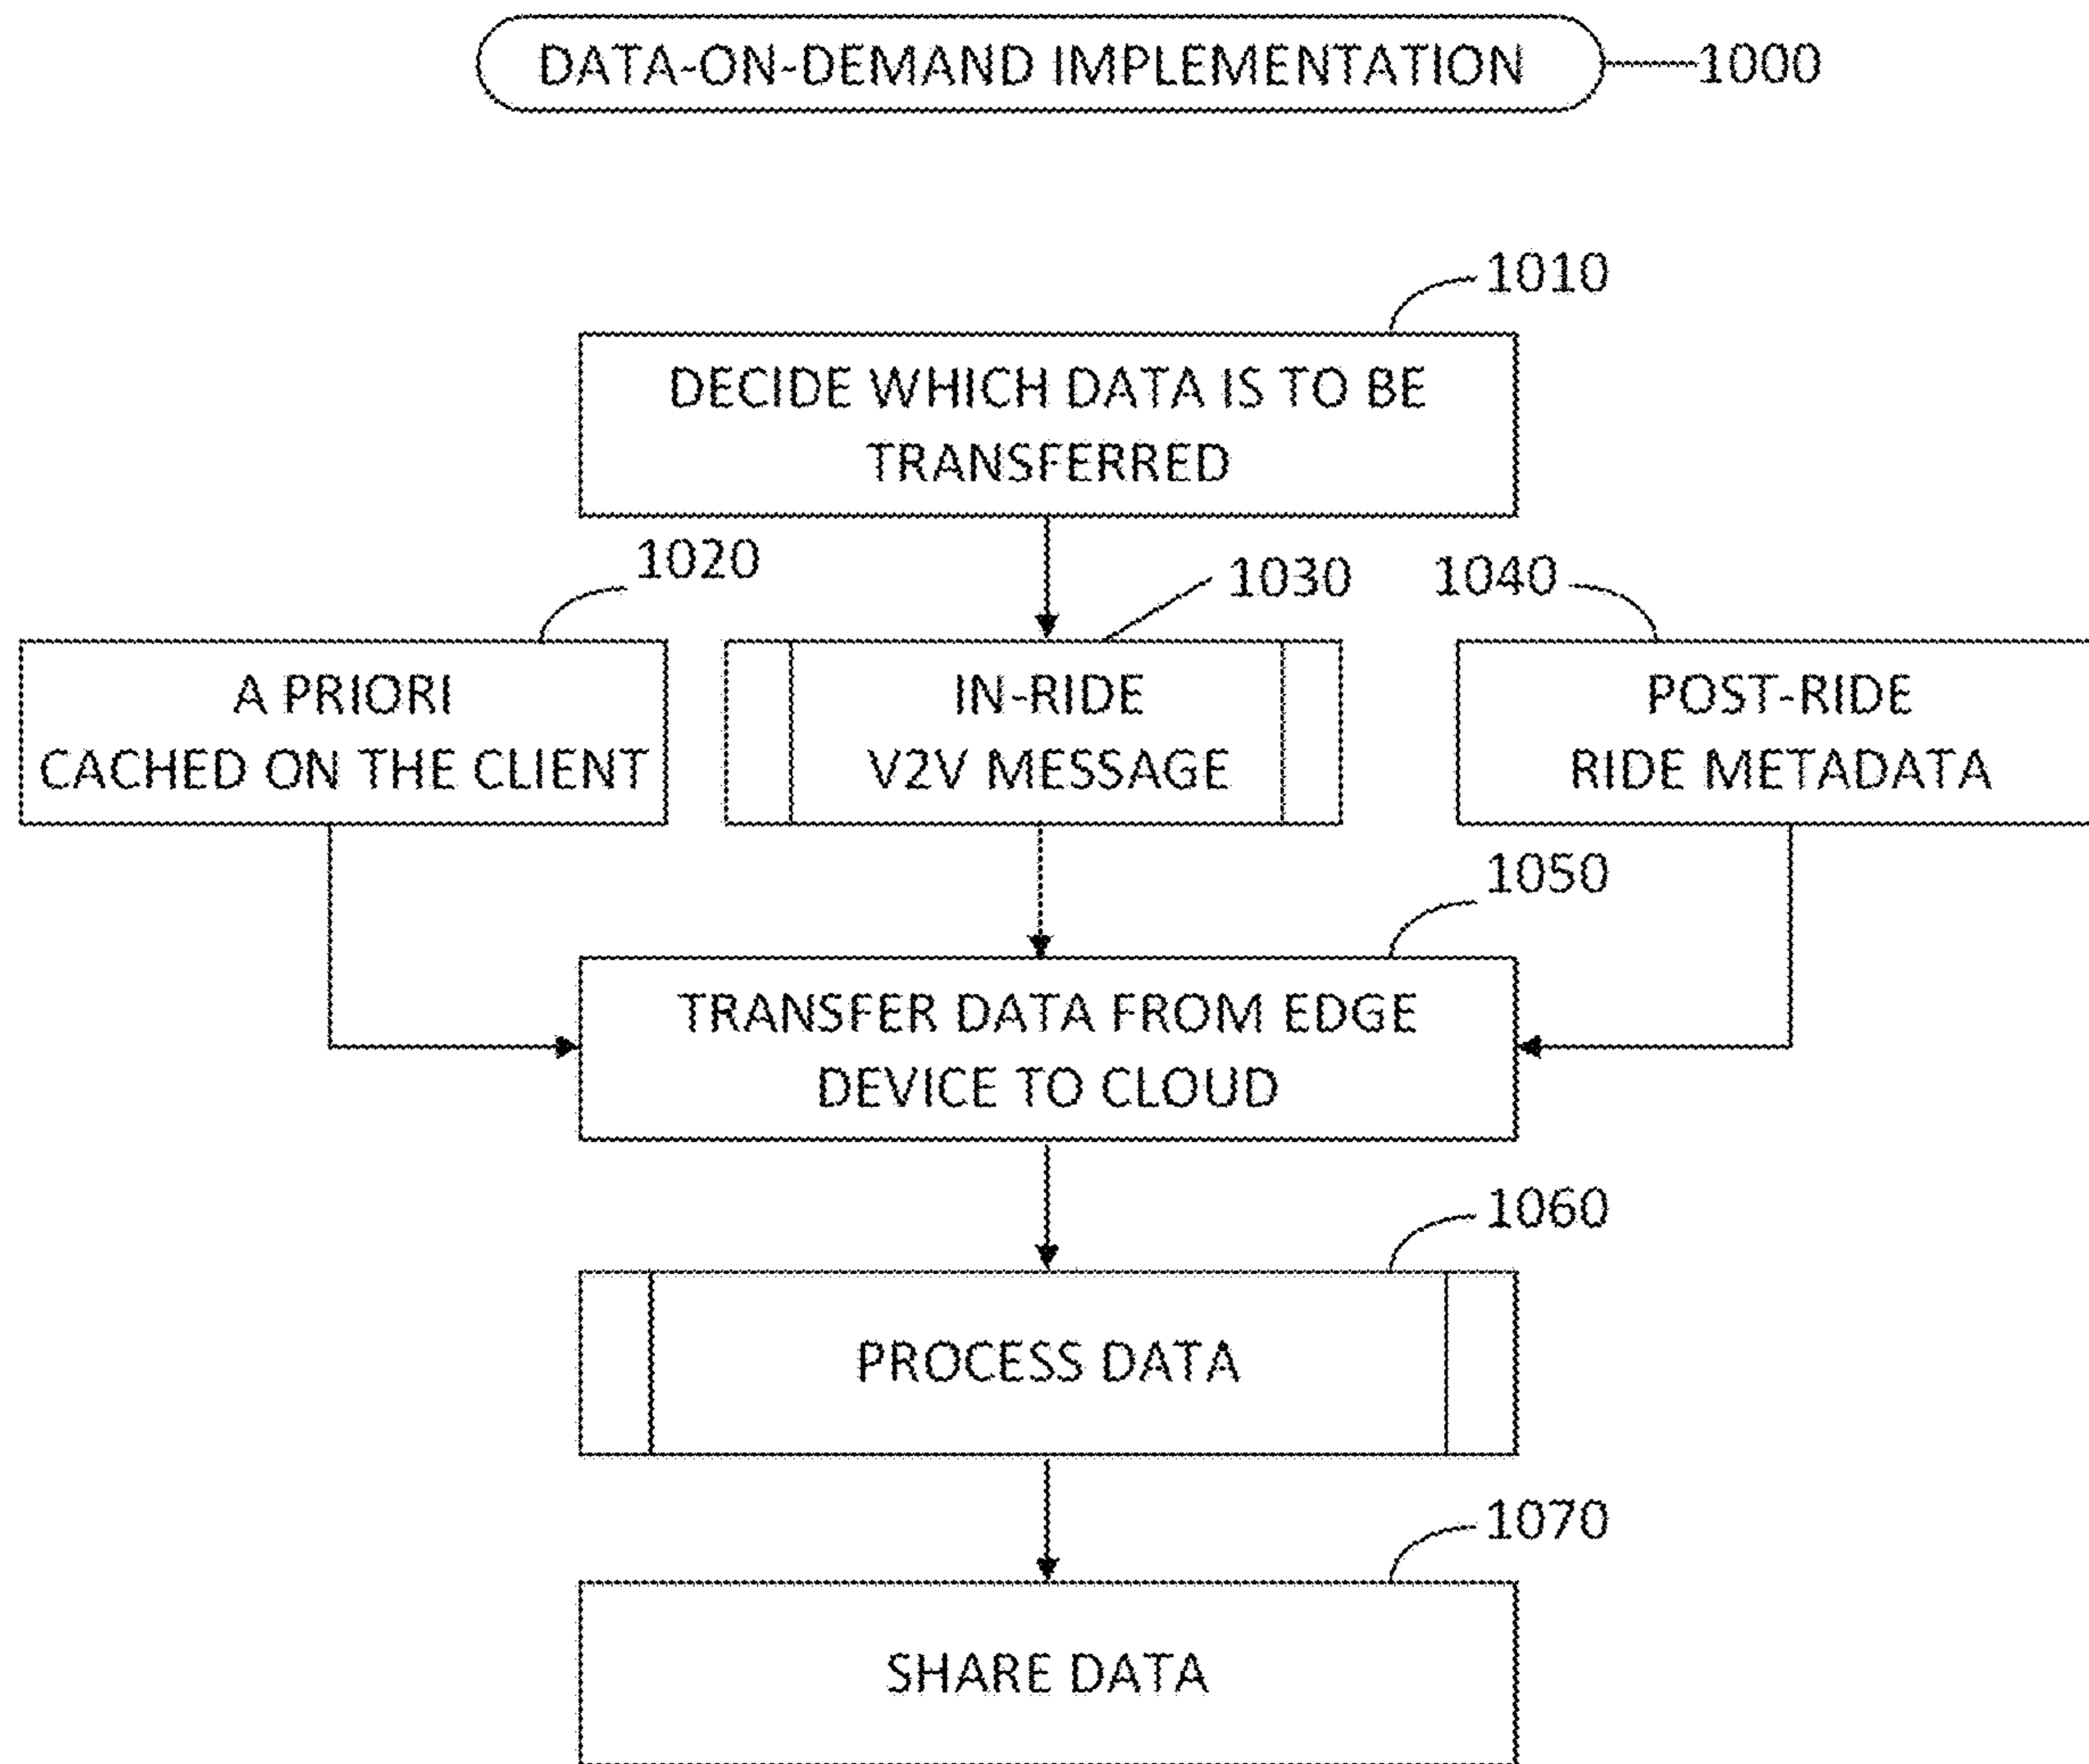 DATA-ON-DEMAND IMPLEMENTATION
1000
1010
DECIDE WHICH DATA IS TO BE
TRANSFERRED
1020
1030
1040
A PRIORI
CACHED ON THE CLIENT
IN-RIDE
V2V MESSAGE
POST-RIDE
RIDE METADATA
1050
TRANSFER DATA FROM EDGE
DEVICE TO CLOUD
1060
PROCESS DATA
1070
SHARE DATA